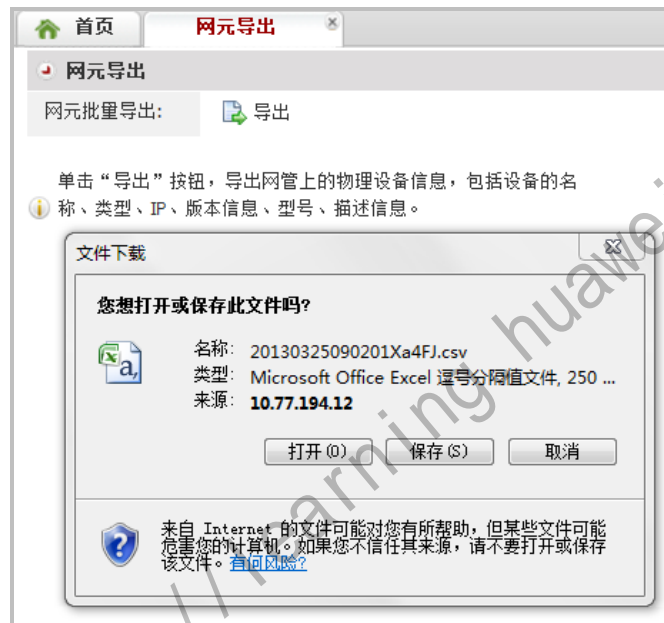 首页 网元导出
网元导出
网元批量导出: 导出
单击“导出”按钮，导出网管上的物理设备信息，包括设备的名
称、类型、IP、版本信息、型号、描述信息。
文件下载
您想打开或保存此文件吗?
名称: 20130325090201Xa4FJ.csv
类型: Microsoft Office Excel 逗号分隔值文件, 250 ...
来源: 10.77.194.12
打开(O) 保存(S) 取消
来自 Internet 的文件可能对您有所帮助，但某些文件可能
危害您的计算机。如果您不信任其来源，请不要打开或保存
该文件。有何风险?
//learning.huawe